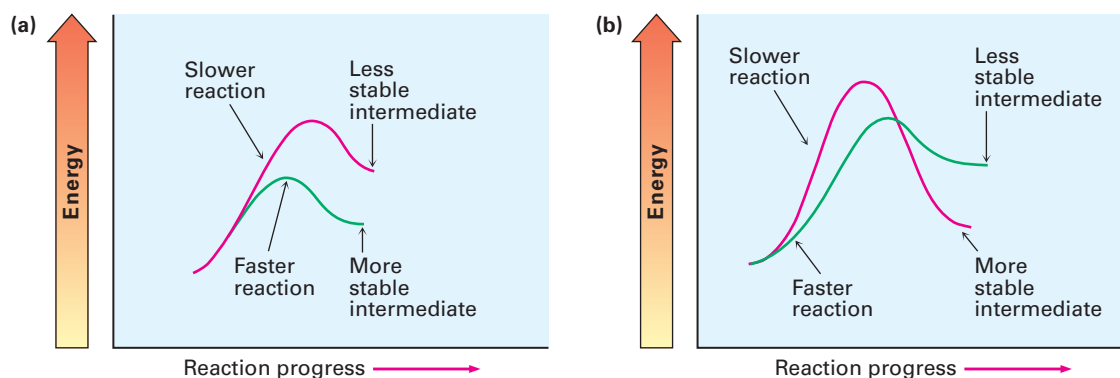 (a)
Energy
Slower
reaction
Less
stable
intermediate
Faster
reaction
More
stable
intermediate
Reaction progress
(b)
Energy
Slower
reaction
Less
stable
intermediate
Faster
reaction
More
stable
intermediate
Reaction progress